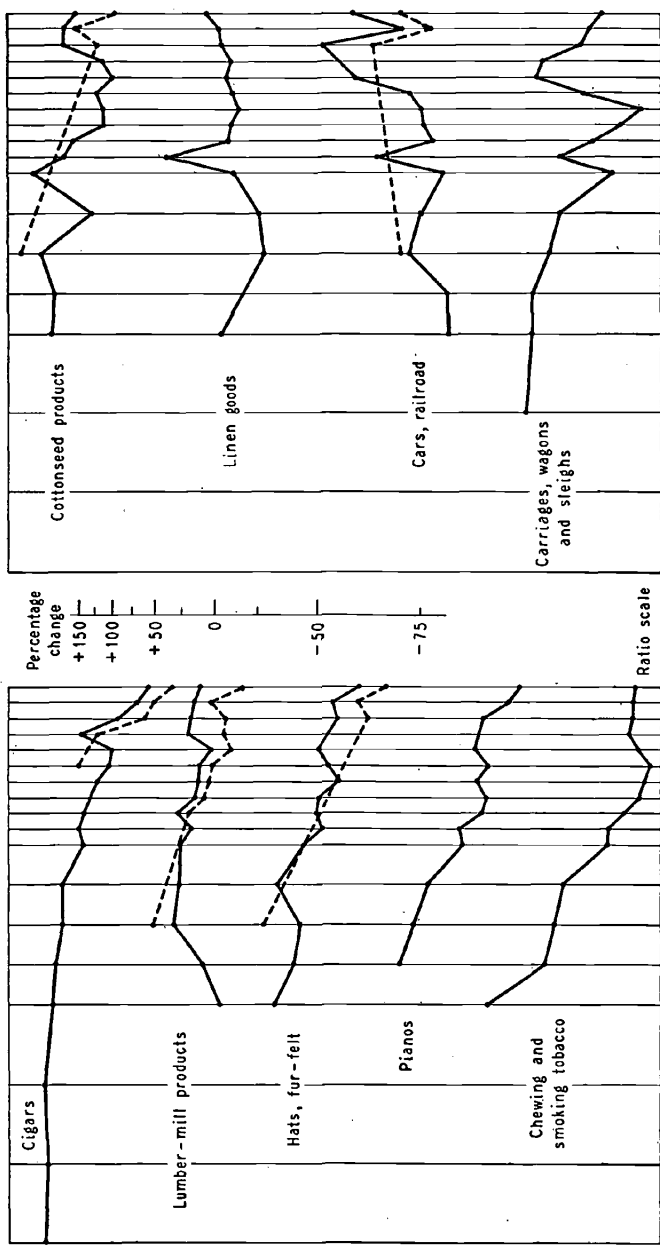 Cigars
Lumber-mill products
Hats, fur-felt
Pianos
Chewing and
smoking tobacco
Percentage
change
+150
+100
+50
0
-50
-75
Ratio scale
Cottonseed products
Linen goods
Cars, railroad
Carriages, wagons
and sleighs